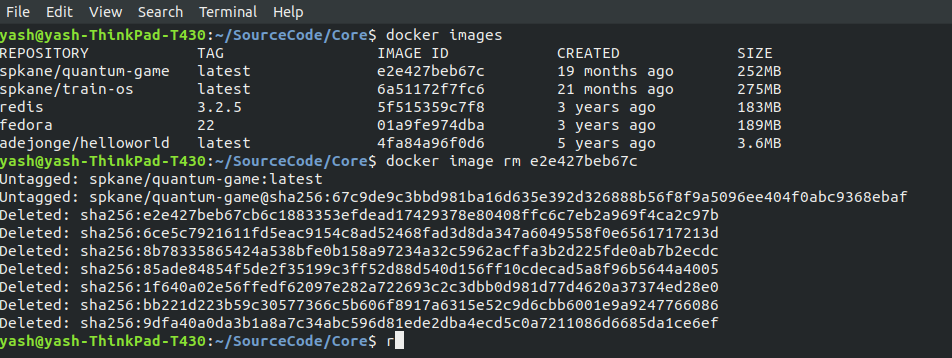 File Edit View Search Terminal Help
yash@yash-ThinkPad-T430:~/SourceCode/Core$ docker images
REPOSITORY TAG IMAGE ID CREATED SIZE
spkane/quantum-game latest e2e427beb67c 19 months ago 252MB
spkane/train-os latest 6a51172f7fc6 21 months ago 275MB
redis 3.2.5 5f515359c7f8 3 years ago 183MB
fedora 22 01a9fe974dba 3 years ago 189MB
adejonge/helloworld latest 4fa84a96f0d6 5 years ago 3.6MB
yash@yash-ThinkPad-T430:~/SourceCode/Core$ docker image rm e2e427beb67c
Untagged: spkane/quantum-game:latest
Untagged: spkane/quantum-game@sha256:67c9de9c3bbd981ba16d635e392d326888b56f8f9a5096ee404f0abc9368ebaf
Deleted: sha256:e2e427beb67cb6c1883353efdead17429378e80408ffc6c7eb2a969f4ca2c97b
Deleted: sha256:6ce5c7921611fd5eac9154c8ad52468fad3d8da347a6049558f0e6561717213d
Deleted: sha256:8b78335865424a538bfe0b158a97234a32c5962acffa3b2d225fde0ab7b2ecdc
Deleted: sha256:85ade84854f5de2f35199c3ff52d88d540d156ff10cdecad5a8f96b5644a4005
Deleted: sha256:1f640a02e56ffedf62097e282a722693c2c3dbb0d981d77d4620a37374ed28e0
Deleted: sha256:bb221d223b59c30577366c5b606f8917a6315e52c9d6cbb6001e9a9247766086
Deleted: sha256:9dfa40a0da3b1a8a7c34abc596d81ede2dba4ecd5c0a7211086d6685da1ce6ef
yash@yash-ThinkPad-T430:~/SourceCode/Core$ r